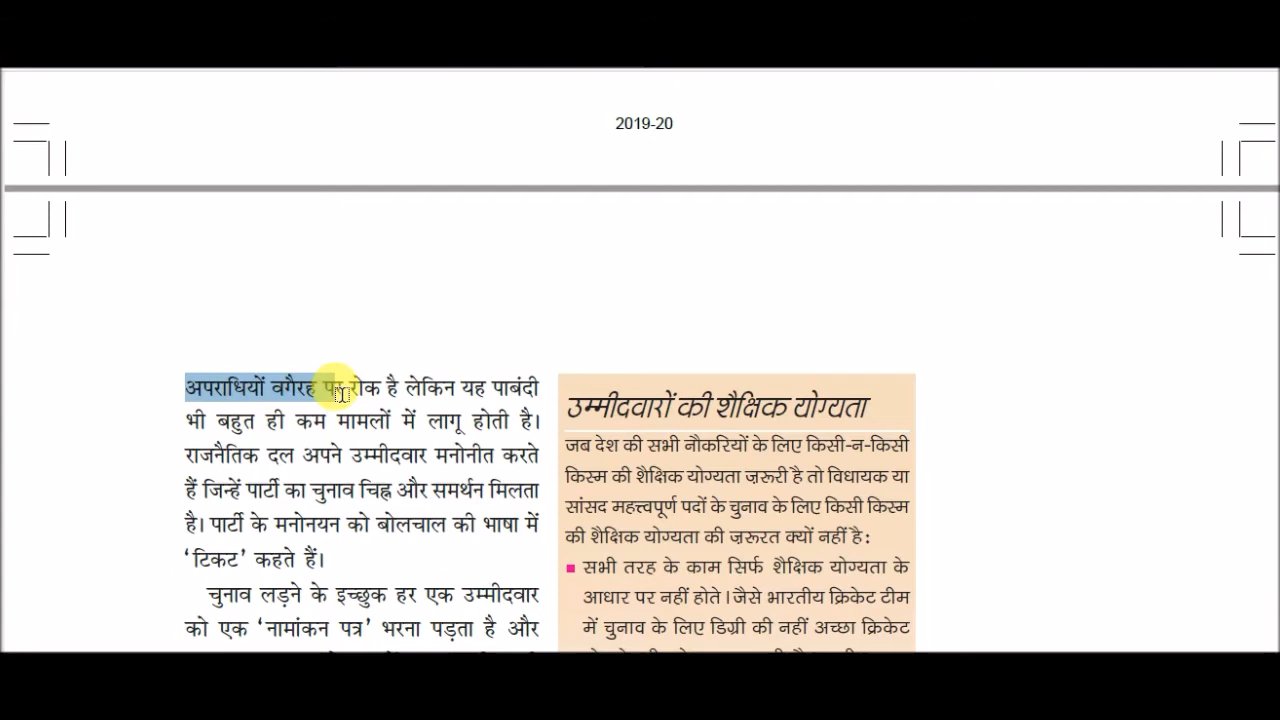 2019-20
अपराधियों वगैरह पर रोक है लेकिन यह पाबंदी
भी बहुत ही कम मामलों में लागू होती है।
राजनैतिक दल अपने उम्मीदवार मनोनीत करते
हैं जिन्हें पार्टी का चुनाव चिह्न और समर्थन मिलता
है। पार्टी के मनोनयन को बोलचाल की भाषा में
‘टिकट’ कहते हैं।
चुनाव लड़ने के इच्छुक हर एक उम्मीदवार
को एक ‘नामांकन पत्र’ भरना पड़ता है और
उम्मीदवारों की शैक्षिक योग्यता
जब देश की सभी नौकरियों के लिए किसी-न-किसी
किस्म की शैक्षिक योग्यता ज़रूरी है तो विधायक या
सांसद महत्त्वपूर्ण पदों के चुनाव के लिए किसी किस्म
की शैक्षिक योग्यता की ज़रूरत क्यों नहीं है:
सभी तरह के काम सिर्फ शैक्षिक योग्यता के
आधार पर नहीं होते। जैसे भारतीय क्रिकेट टीम
में चुनाव के लिए डिग्री की नहीं अच्छा क्रिकेट